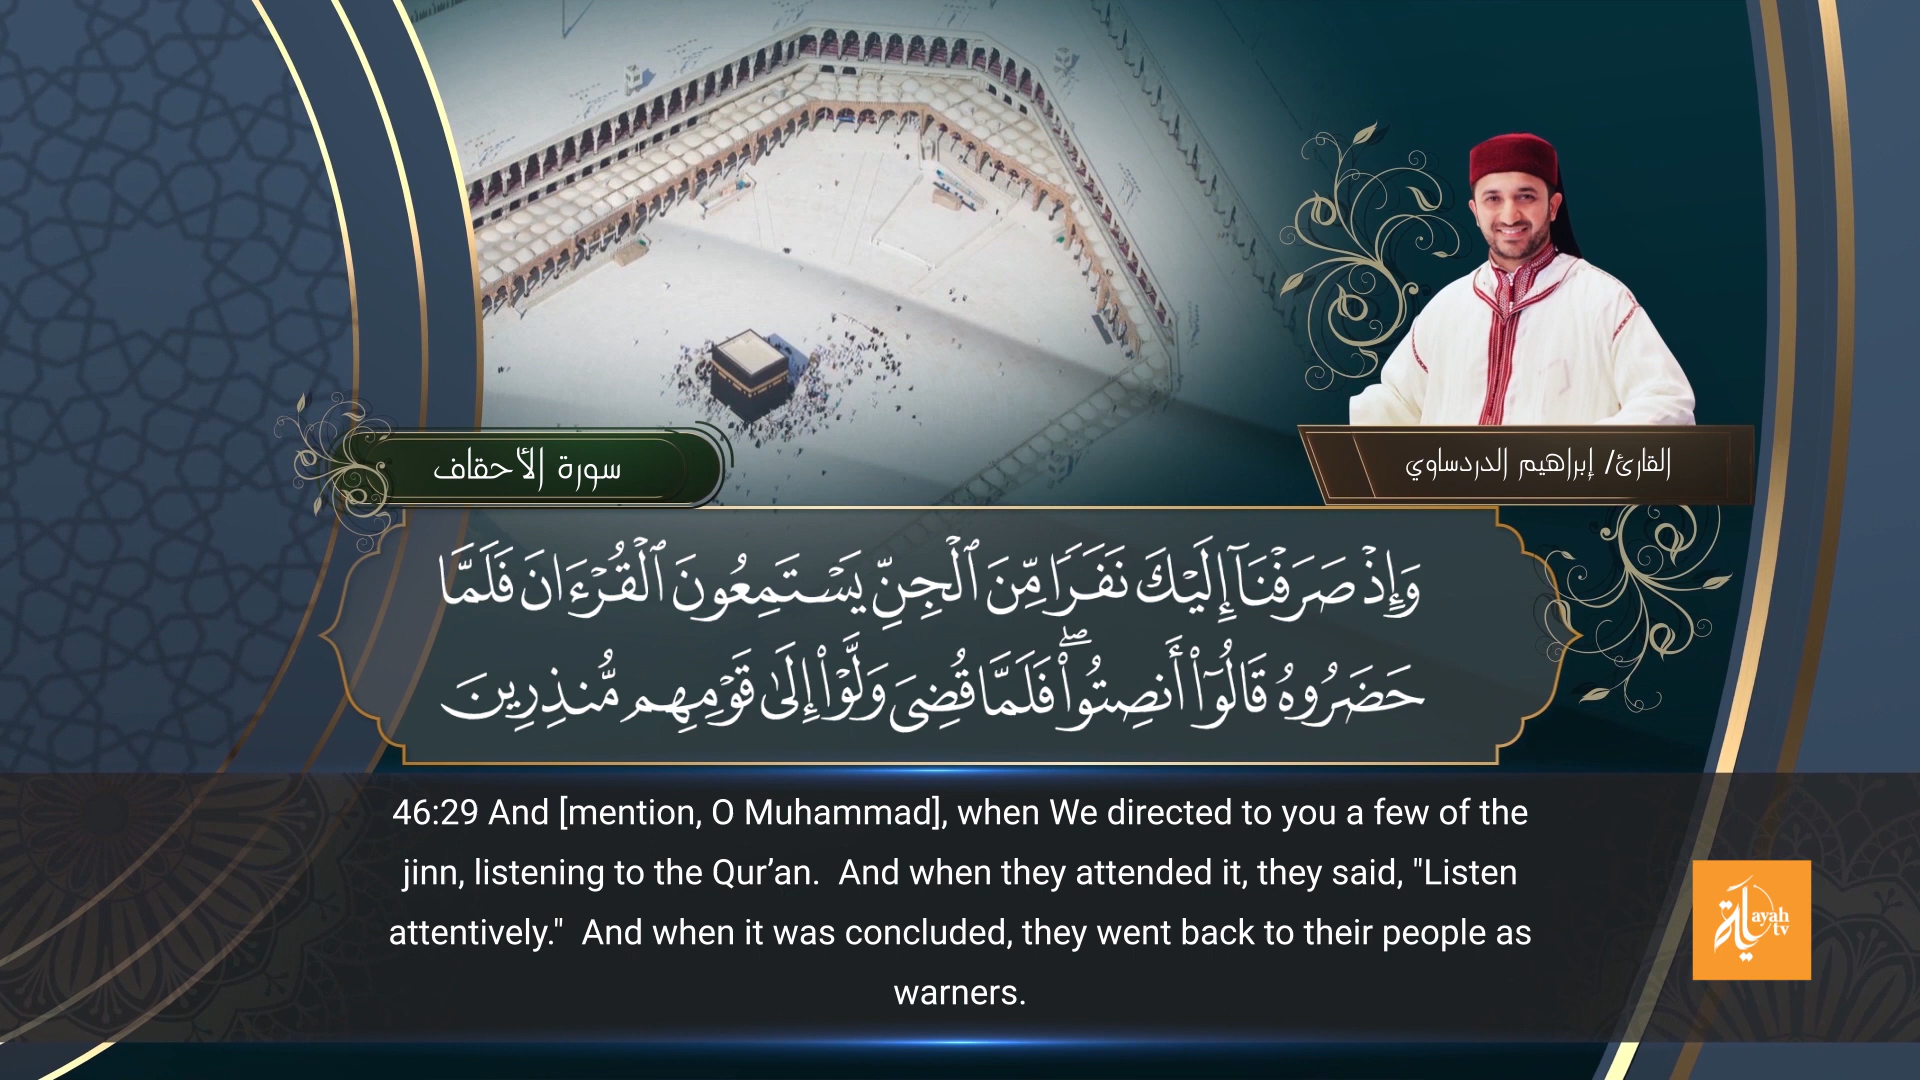 سورة الأحقاف
القارئ/ إبراهيم الدردساوي
وَإِذْ صَرَفْنَآ إِلَيْكَ نَفَرًا مِّنَ ٱلْجِنِّ يَسْتَمِعُونَ ٱلْقُرْءَانَ فَلَمَّا
حَضَرُوهُ قَالُوٓا۟ أَنصِتُوا۟ ۖ فَلَمَّا قُضِىَ وَلَّوْا۟ إِلَىٰ قَوْمِهِم مُّنذِرِينَ
46:29 And [mention, O Muhammad], when We directed to you a few of the
jinn, listening to the Qur’an.  And when they attended it, they said, "Listen
attentively."  And when it was concluded, they went back to their people as
warners.
آية
ayah
tv